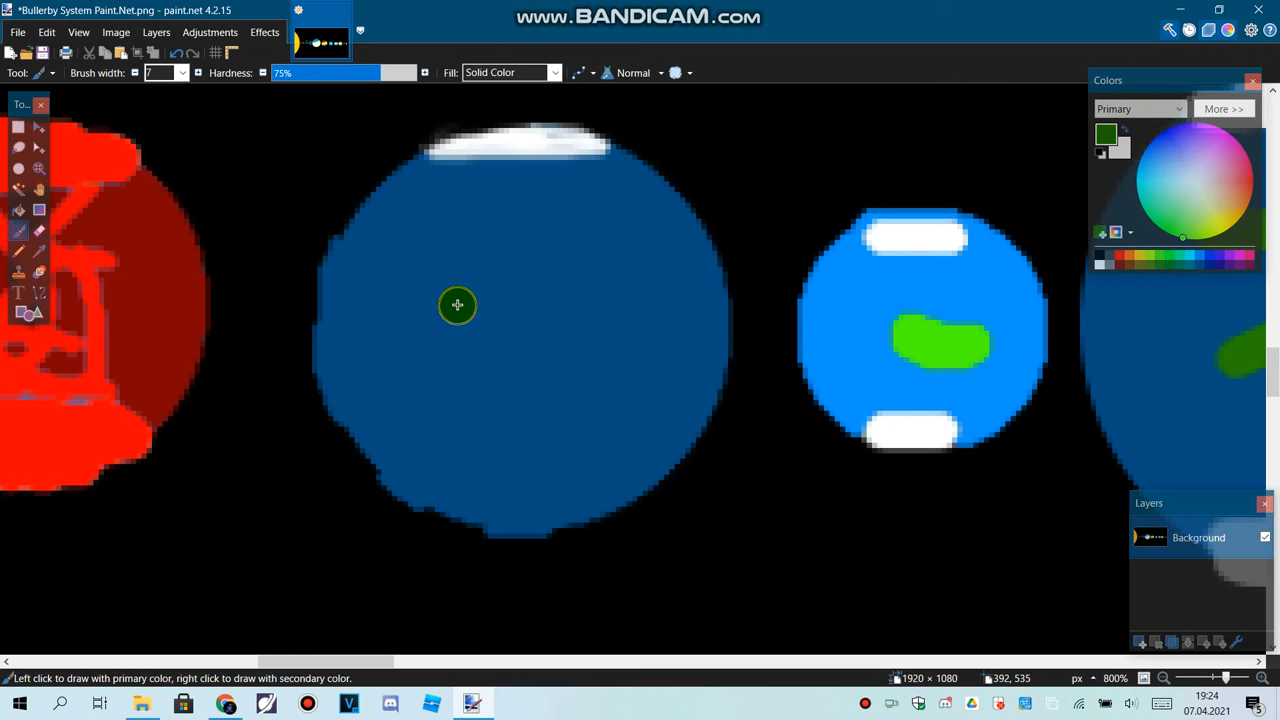 *Bullerby System Paint.Net.png - paint.net 4.2.15
www.BANDICAM.com
File Edit View Image Layers Adjustments Effects
Tool: Brush width: 7 Hardness: 75% Fill: Solid Color Normal
To...
Colors
Primary More >>
Layers
Background
Left click to draw with primary color, right click to draw with secondary color. 1920 × 1080 392, 535 px 800%
19:24
07.04.2021
5